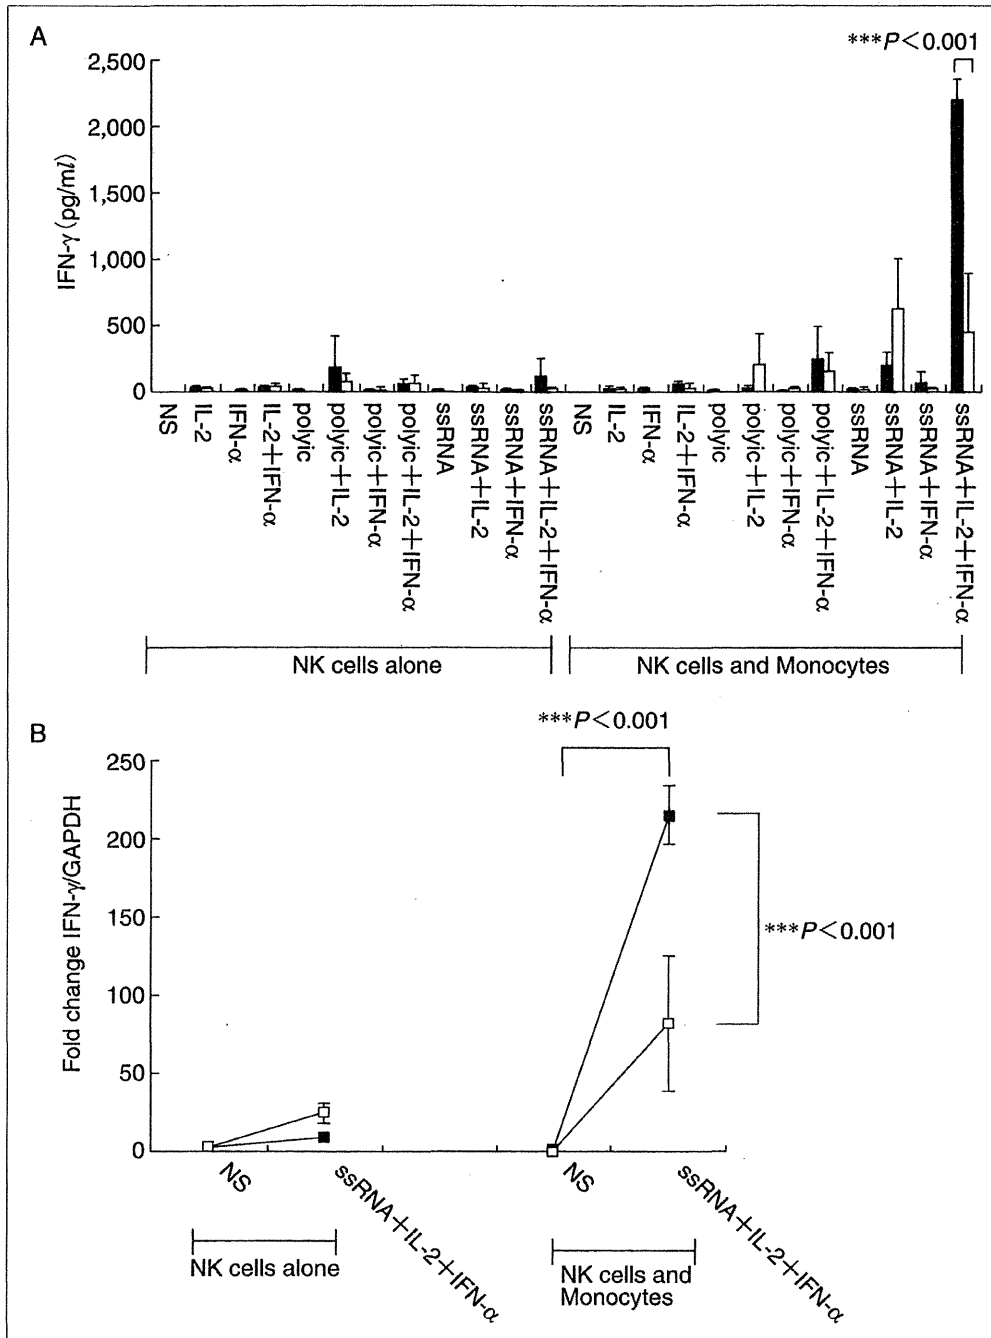 A
***P<0.001
2,500
2,000
1,500
1,000
500
0
IFN-γ (pg/ml)
NS
IL-2
IFN-α
IL-2+IFN-α
polyic
polyic+IL-2
polyic+IFN-α
polyic+IL-2+IFN-α
ssRNA
ssRNA+IL-2
ssRNA+IFN-α
ssRNA+IL-2+IFN-α
NS
IL-2
IFN-α
IL-2+IFN-α
polyic
polyic+IL-2
polyic+IFN-α
polyic+IL-2+IFN-α
ssRNA
ssRNA+IL-2
ssRNA+IFN-α
ssRNA+IL-2+IFN-α
NK cells alone
NK cells and Monocytes
B
***P<0.001
250
200
150
100
50
0
Fold change IFN-γ/GAPDH
***P<0.001
NS
ssRNA+IL-2+IFN-α
NS
ssRNA+IL-2+IFN-α
NK cells alone
NK cells and
Monocytes